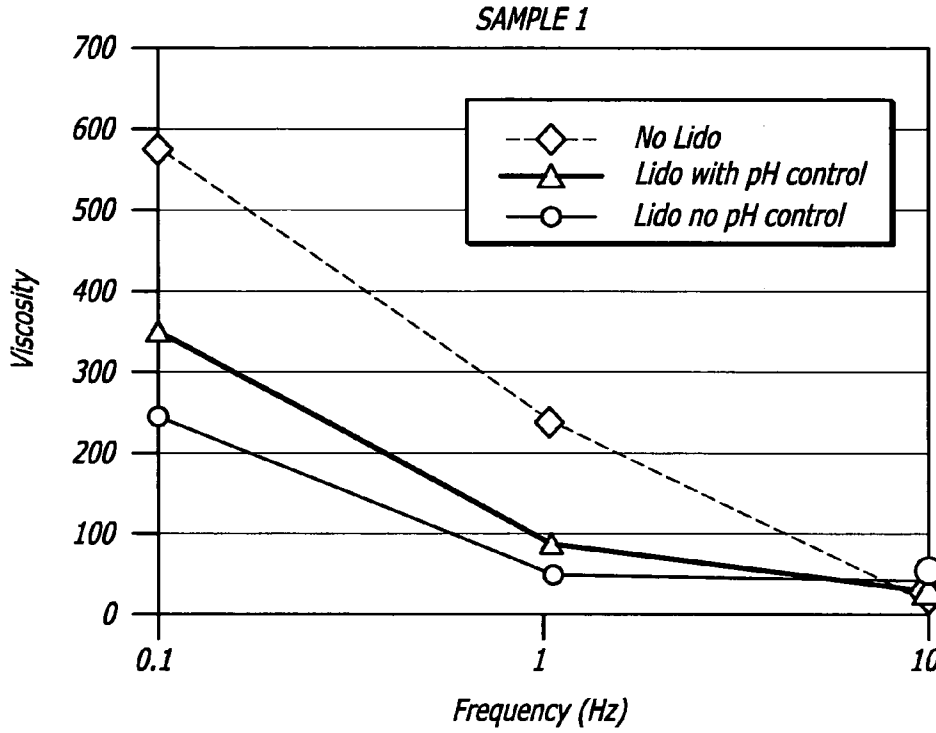 SAMPLE 1
700
600
500
400
300
200
100
0
Viscosity
No Lido
Lido with pH control
Lido no pH control
0.1 1 10
Frequency (Hz)